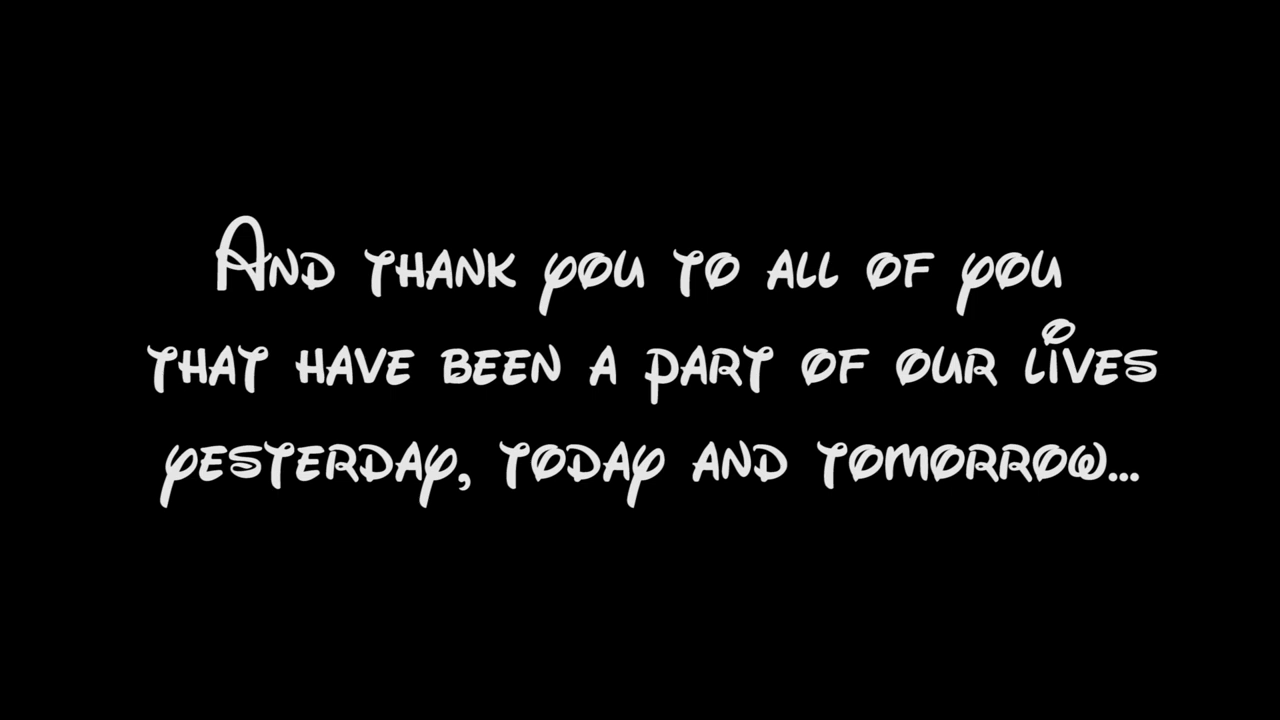 And thank you to all of you
that have been a part of our lives
yesterday, today and tomorrow...